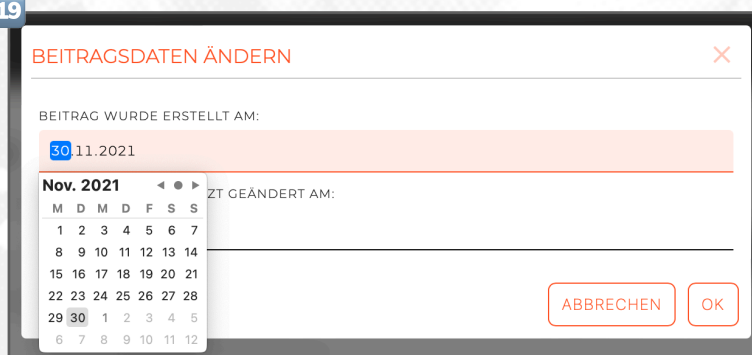 19
BEITRAGSDATEN ÄNDERN
BEITRAG WURDE ERSTELLT AM:
30.11.2021
ZT GEÄNDERT AM:
Nov. 2021
M D M D F S S
1 2 3 4 5 6 7
8 9 10 11 12 13 14
15 16 17 18 19 20 21
22 23 24 25 26 27 28
29 30 1 2 3 4 5
6 7 8 9 10 11 12
ABBRECHEN OK